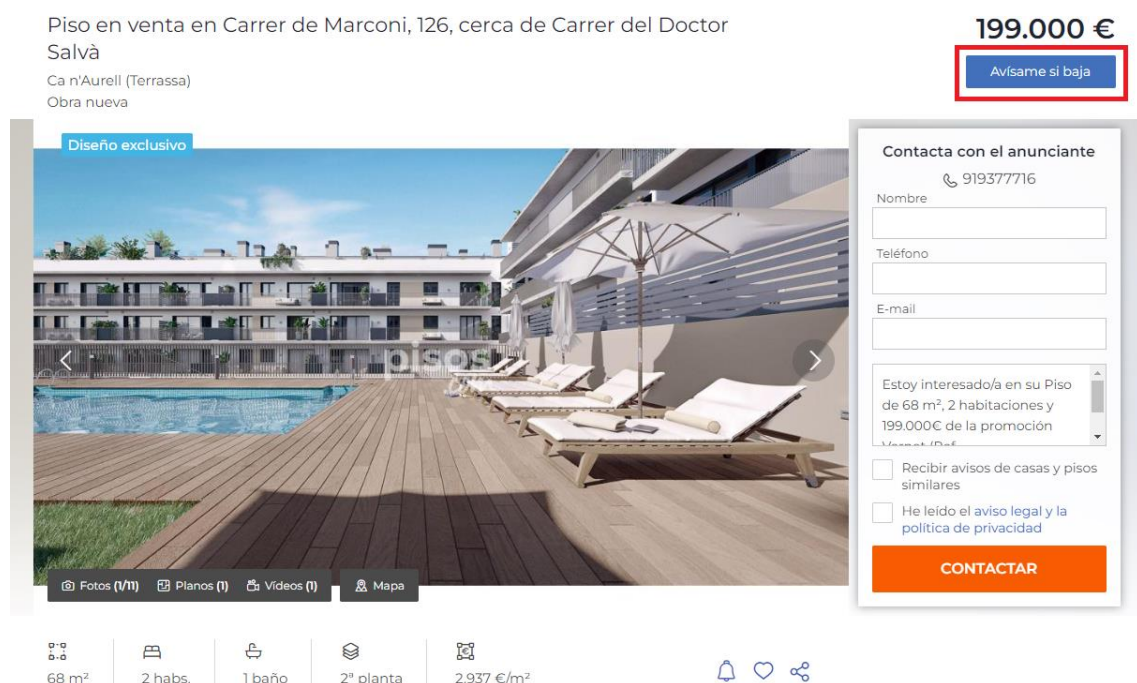 Piso en venta en Carrer de Marconi, 126, cerca de Carrer del Doctor
Salvà
Ca n'Aurell (Terrassa)
Obra nueva
199.000 €
Avísame si baja
Diseño exclusivo
pisos
Fotos (1/11) Planos (1) Vídeos (1) Mapa
Contacta con el anunciante
919377716
Nombre
Teléfono
E-mail
Estoy interesado/a en su Piso
de 68 m², 2 habitaciones y
199.000€ de la promoción
Recibir avisos de casas y pisos
similares
He leído el aviso legal y la
política de privacidad
CONTACTAR
68 m² 2 habs. 1 baño 2ª planta 2.937 €/m²